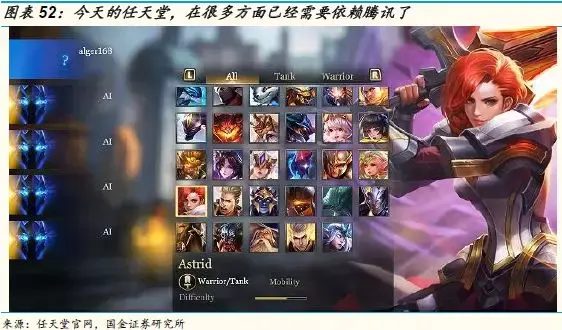 图表 52：今天的任天堂，在很多方面已经需要依赖腾讯了
alger168
?
L All Tank Warrior R
AI
AI
AI
AI
Astrid
Warrior/Tank Mobility
Difficulty
来源：任天堂官网，国金证券研究所